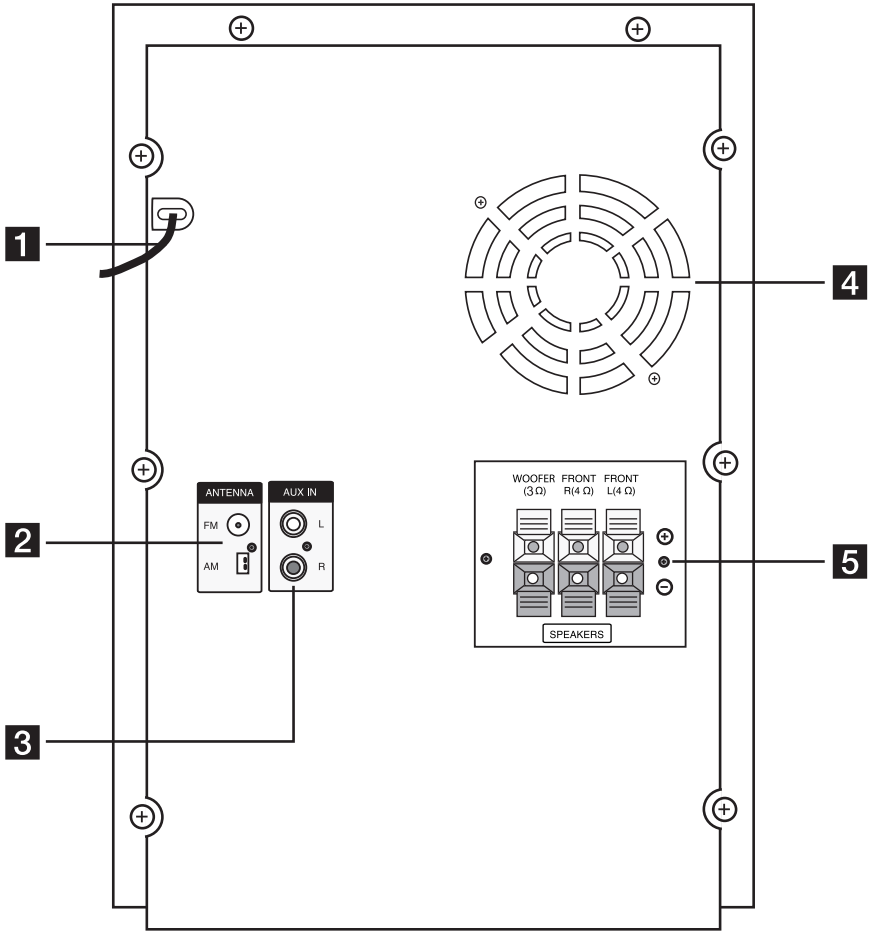 1
4
ANTENNA
AUX IN
FM
L
AM
R
2
WOOFER FRONT FRONT
(3 Ω) R(4 Ω) L(4 Ω)
+
−
SPEAKERS
5
3